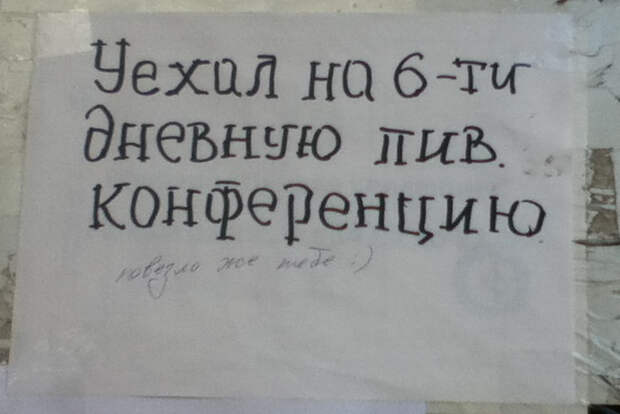 Уехал на 6-ти
дневную пив.
конференцию.
повезло же тебе :)